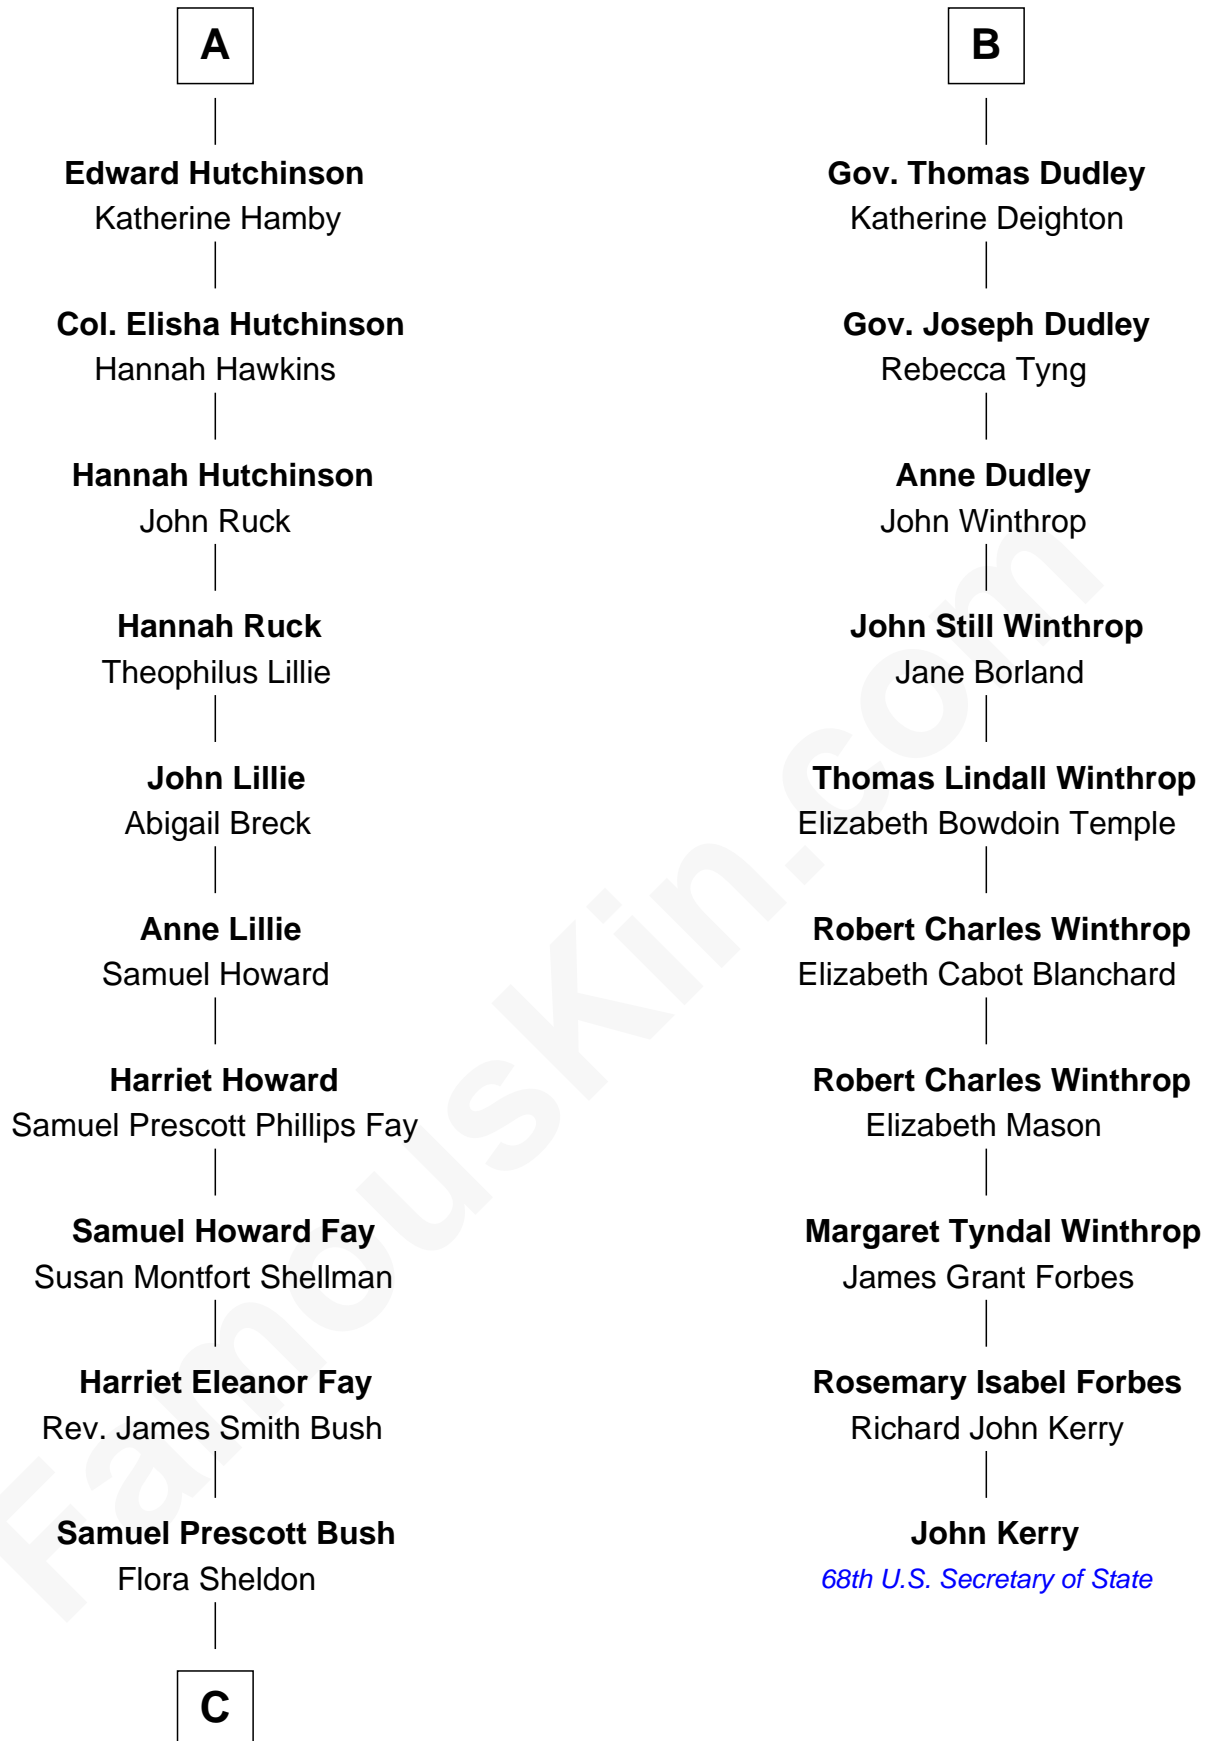 A
Edward Hutchinson
Katherine Hamby
Col. Elisha Hutchinson
Hannah Hawkins
Hannah Hutchinson
John Ruck
Hannah Ruck
Theophilus Lillie
John Lillie
Abigail Breck
Anne Lillie
Samuel Howard
Harriet Howard
Samuel Prescott Phillips Fay
Samuel Howard Fay
Susan Montfort Shellman
Harriet Eleanor Fay
Rev. James Smith Bush
Samuel Prescott Bush
Flora Sheldon
C
B
Gov. Thomas Dudley
Katherine Deighton
Gov. Joseph Dudley
Rebecca Tyng
Anne Dudley
John Winthrop
John Still Winthrop
Jane Borland
Thomas Lindall Winthrop
Elizabeth Bowdoin Temple
Robert Charles Winthrop
Elizabeth Cabot Blanchard
Robert Charles Winthrop
Elizabeth Mason
Margaret Tyndal Winthrop
James Grant Forbes
Rosemary Isabel Forbes
Richard John Kerry
John Kerry
68th U.S. Secretary of State
FamousKin.com